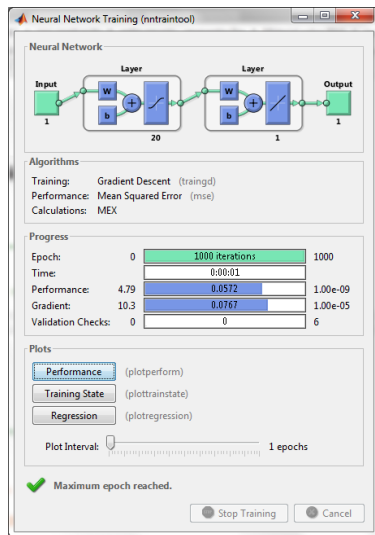 Neural Network Training (nntraintool)
Neural Network
Layer Layer
Input Output
W W
b b
1 1
20 1
Algorithms
Training: Gradient Descent (traingd)
Performance: Mean Squared Error (mse)
Calculations: MEX
Progress
Epoch: 0 1000 iterations 1000
Time: 0:00:01
Performance: 4.79 0.0572 1.00e-09
Gradient: 10.3 0.0767 1.00e-05
Validation Checks: 0 0 6
Plots
Performance (plotperform)
Training State (plottrainstate)
Regression (plotregression)
Plot Interval: 1 epochs
Maximum epoch reached.
Stop Training Cancel